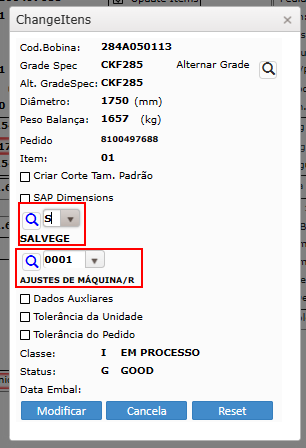 Update Items
ChangeItens ×
Cod.Bobina: 284A050113
Grade Spec CKF285 Alternar Grade
Alt. GradeSpec: CKF285
Diâmetro: 1750 (mm)
Peso Balança: 1657 (kg)
Pedido 8100497688
Item: 01
Criar Corte Tam. Padrão
SAP Dimensions
S
SALVEGE
0001
AJUSTES DE MÁQUINA/R
Dados Auxliares
Tolerância da Unidade
Tolerância do Pedido
Classe: I EM PROCESSO
Status: G GOOD
Data Embal:
Modificar Cancela Reset